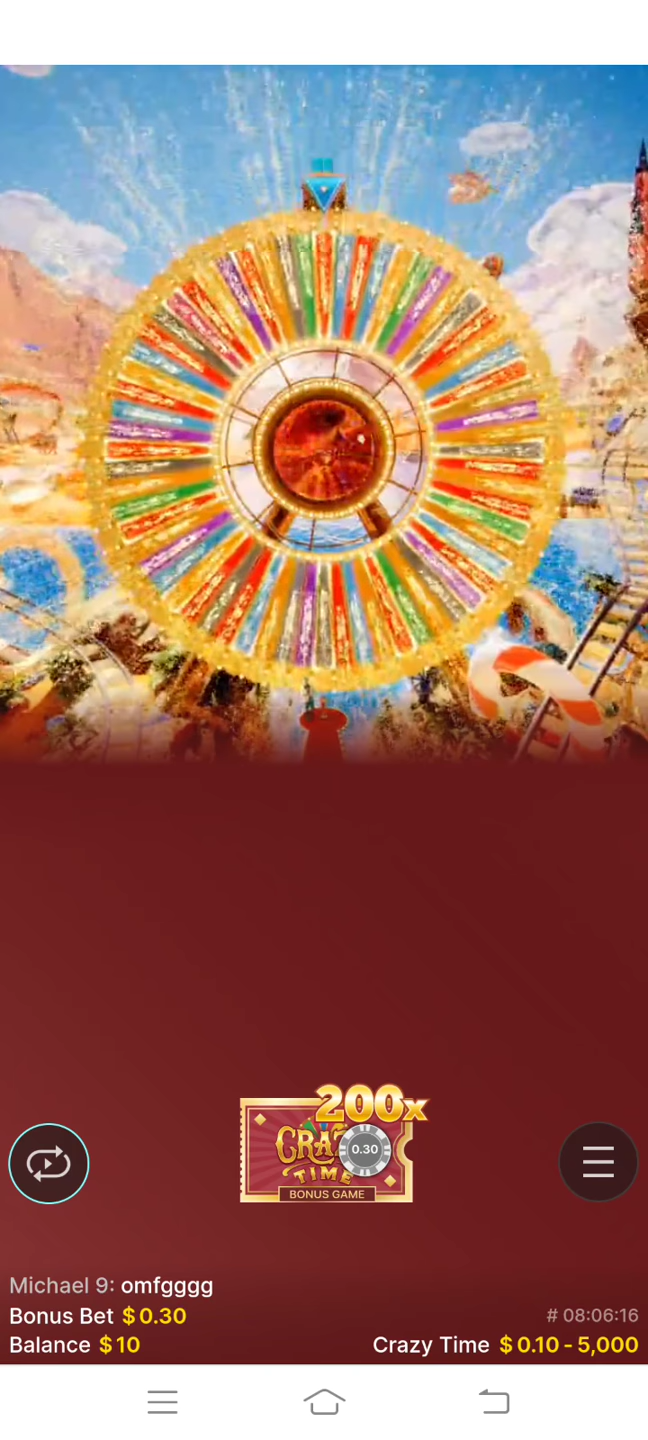 200x
CRAZY
0.30
TIME
BONUS GAME
Michael 9: omfgggg
Bonus Bet $0.30
# 08:06:16
Balance $10
Crazy Time $0.10 - 5,000